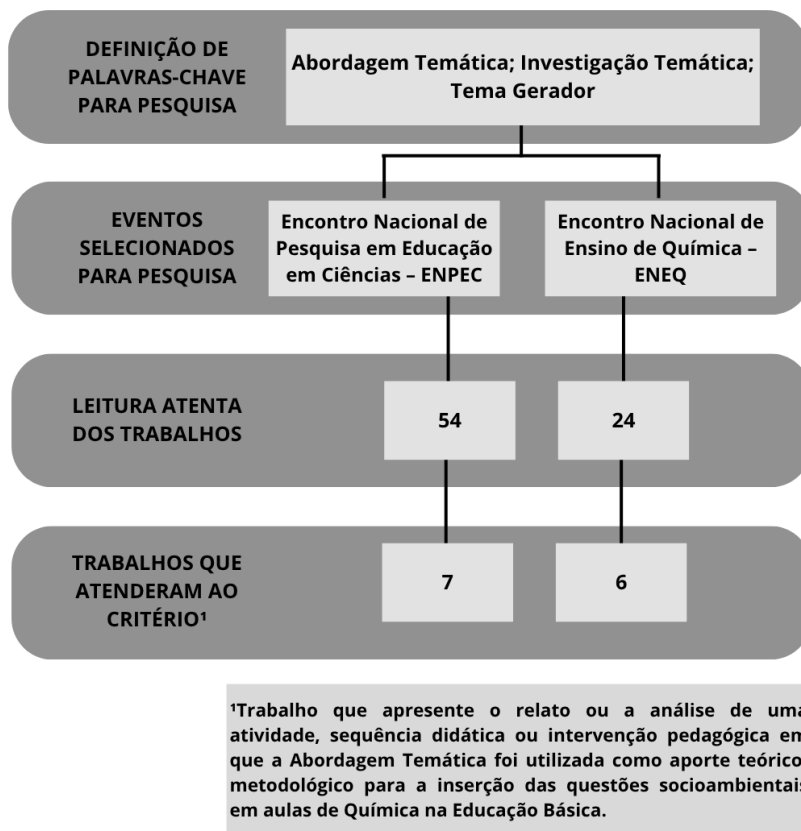 DEFINIÇÃO DE
PALAVRAS-CHAVE
PARA PESQUISA
Abordagem Temática; Investigação Temática;
Tema Gerador
EVENTOS
SELECIONADOS
PARA PESQUISA
Encontro Nacional de
Pesquisa em Educação
em Ciências – ENPEC
Encontro Nacional de
Ensino de Química –
ENEQ
LEITURA ATENTA
DOS TRABALHOS
54
24
TRABALHOS QUE
ATENDERAM AO
CRITÉRIO¹
7
6
¹Trabalho que apresente o relato ou a análise de uma
atividade, sequência didática ou intervenção pedagógica em
que a Abordagem Temática foi utilizada como aporte teórico-
metodológico para a inserção das questões socioambientais
em aulas de Química na Educação Básica.